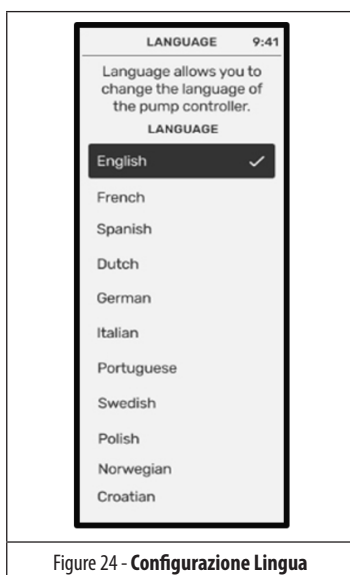 LANGUAGE 9:41
Language allows you to
change the language of
the pump controller.
LANGUAGE
English
French
Spanish
Dutch
German
Italian
Portuguese
Swedish
Polish
Norwegian
Croatian
Figure 24 - Configurazione Lingua